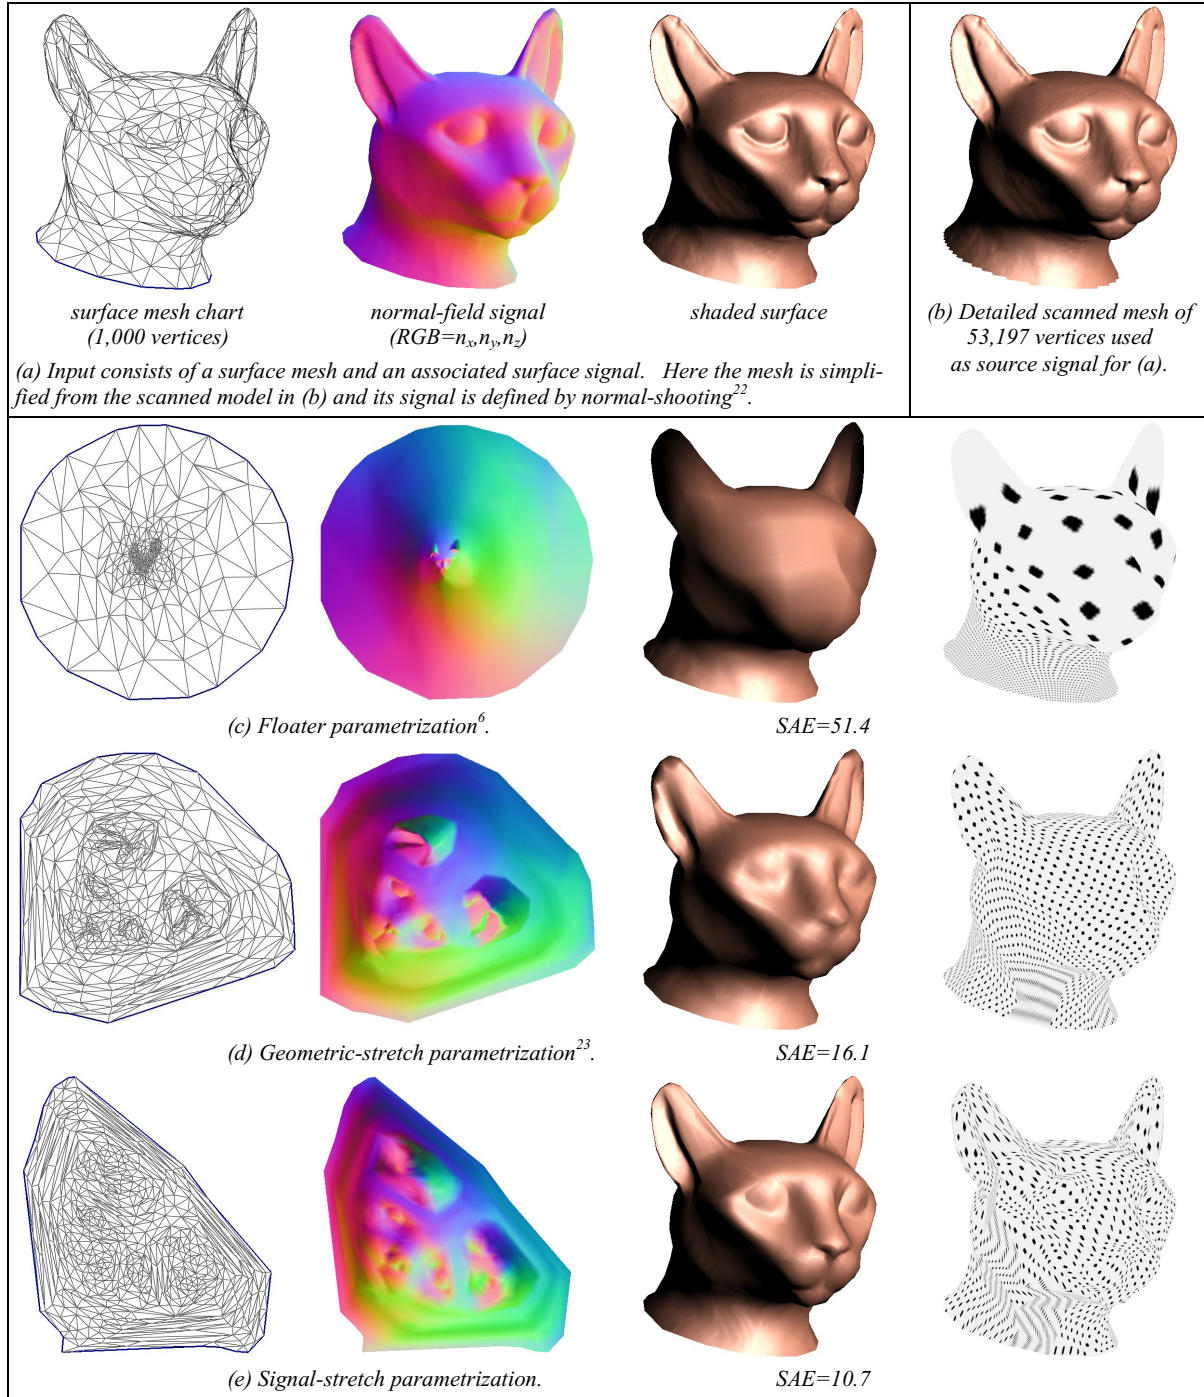 surface mesh chart
(1,000 vertices)
normal-field signal
(RGB=nx,ny,nz)
shaded surface
(a) Input consists of a surface mesh and an associated surface signal.   Here the mesh is simpli-
fied from the scanned model in (b) and its signal is defined by normal-shooting22.
(b) Detailed scanned mesh of
53,197 vertices used
as source signal for (a).
(c) Floater parametrization6.
SAE=51.4
(d) Geometric-stretch parametrization23.
SAE=16.1
(e) Signal-stretch parametrization.
SAE=10.7